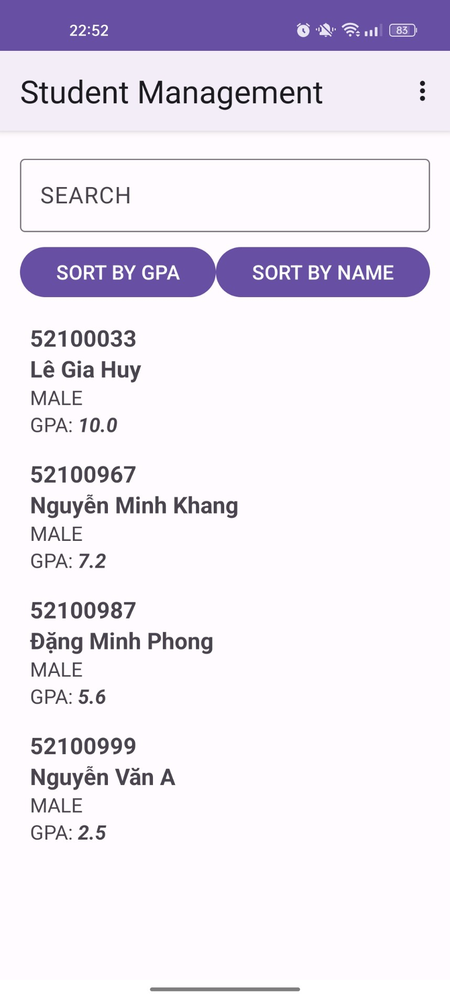 22:52
83
Student Management
SEARCH
SORT BY GPA
SORT BY NAME
52100033
Lê Gia Huy
MALE
GPA: 10.0
52100967
Nguyễn Minh Khang
MALE
GPA: 7.2
52100987
Đặng Minh Phong
MALE
GPA: 5.6
52100999
Nguyễn Văn A
MALE
GPA: 2.5